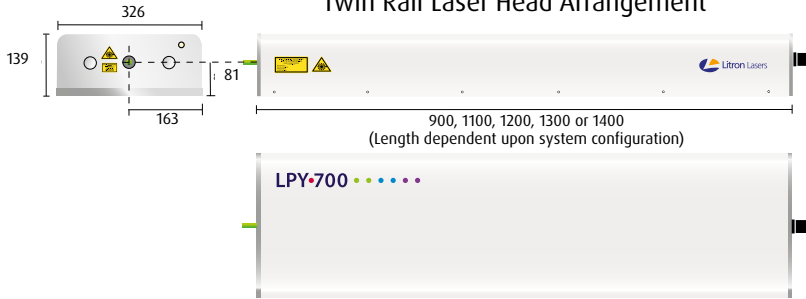 Twin Rail Laser Head Arrangement
326
139
81
163
Litron Lasers
900, 1100, 1200, 1300 or 1400
(Length dependent upon system configuration)
LPY•700